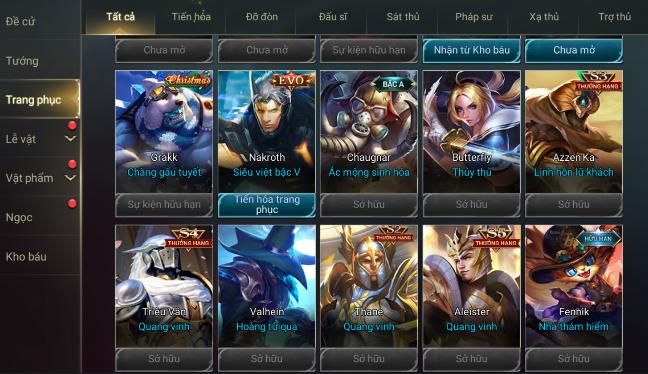 Đề cử
Tất cả
Tiến hóa
Đỡ đòn
Đấu sĩ
Sát thủ
Pháp sư
Xạ thủ
Trợ thủ
Tướng
Trang phục
Lễ vật
Vật phẩm
Ngọc
Kho báu
Chưa mở
Chưa mở
Sự kiện hữu hạn
Nhận từ Kho báu
Chưa mở
Christmas
EVO
BẬC A
S3
THƯỞNG HẠNG
Grakk
Chàng gấu tuyết
Nakroth
Siêu việt bậc V
Chaugnar
Ác mộng sinh hóa
Butterfly
Thủy thủ
Azzen'Ka
Linh hồn lữ khách
Sự kiện hữu hạn
Tiến hóa trang
phục
Sở hữu
Sở hữu
Sở hữu
S4
THƯỞNG HẠNG
S2
THƯỞNG HẠNG
S5
THƯỞNG HẠNG
HỮU HẠN
Triệu Vân
Quang vinh
Valhein
Hoàng tử quạ
Thane
Quang vinh
Aleister
Quang vinh
Fennik
Nhà thám hiểm
Sở hữu
Sở hữu
Sở hữu
Sở hữu
Sở hữu